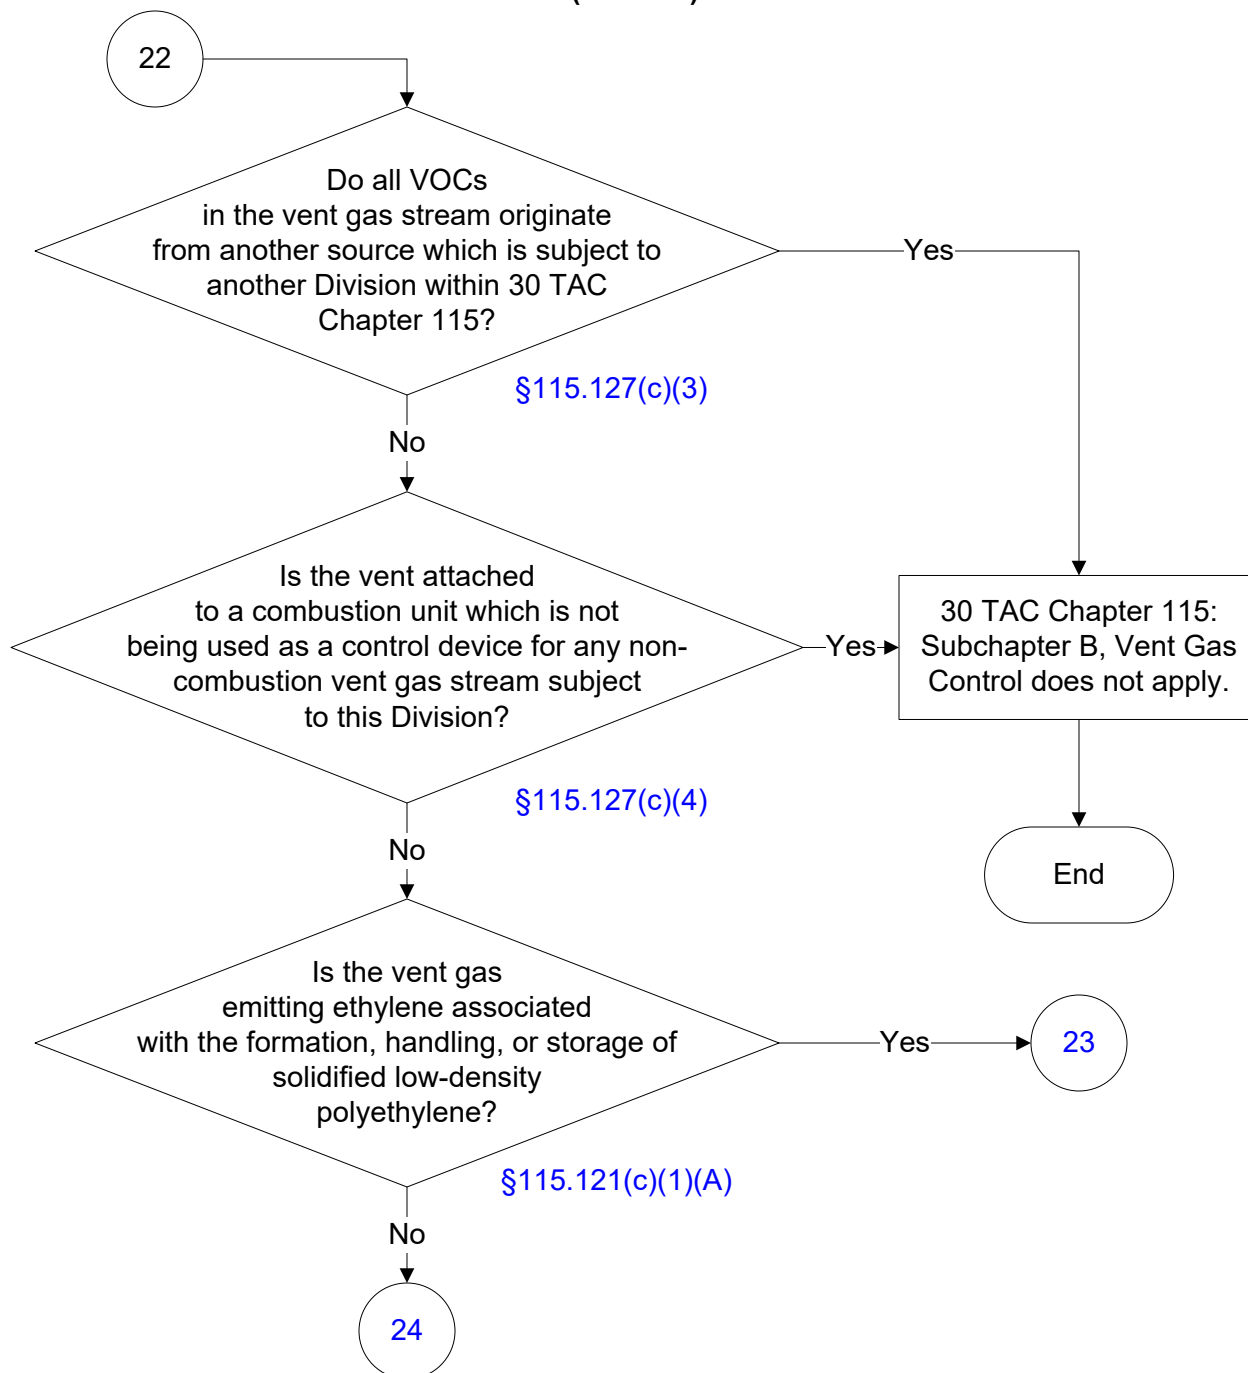 22
Do all VOCs
in the vent gas stream originate
from another source which is subject to
another Division within 30 TAC
Chapter 115?
Yes
§115.127(c)(3)
No
Is the vent attached
to a combustion unit which is not
being used as a control device for any non-
combustion vent gas stream subject
to this Division?
Yes
30 TAC Chapter 115:
Subchapter B, Vent Gas
Control does not apply.
§115.127(c)(4)
No
End
Is the vent gas
emitting ethylene associated
with the formation, handling, or storage of
solidified low-density
polyethylene?
Yes
23
§115.121(c)(1)(A)
No
24